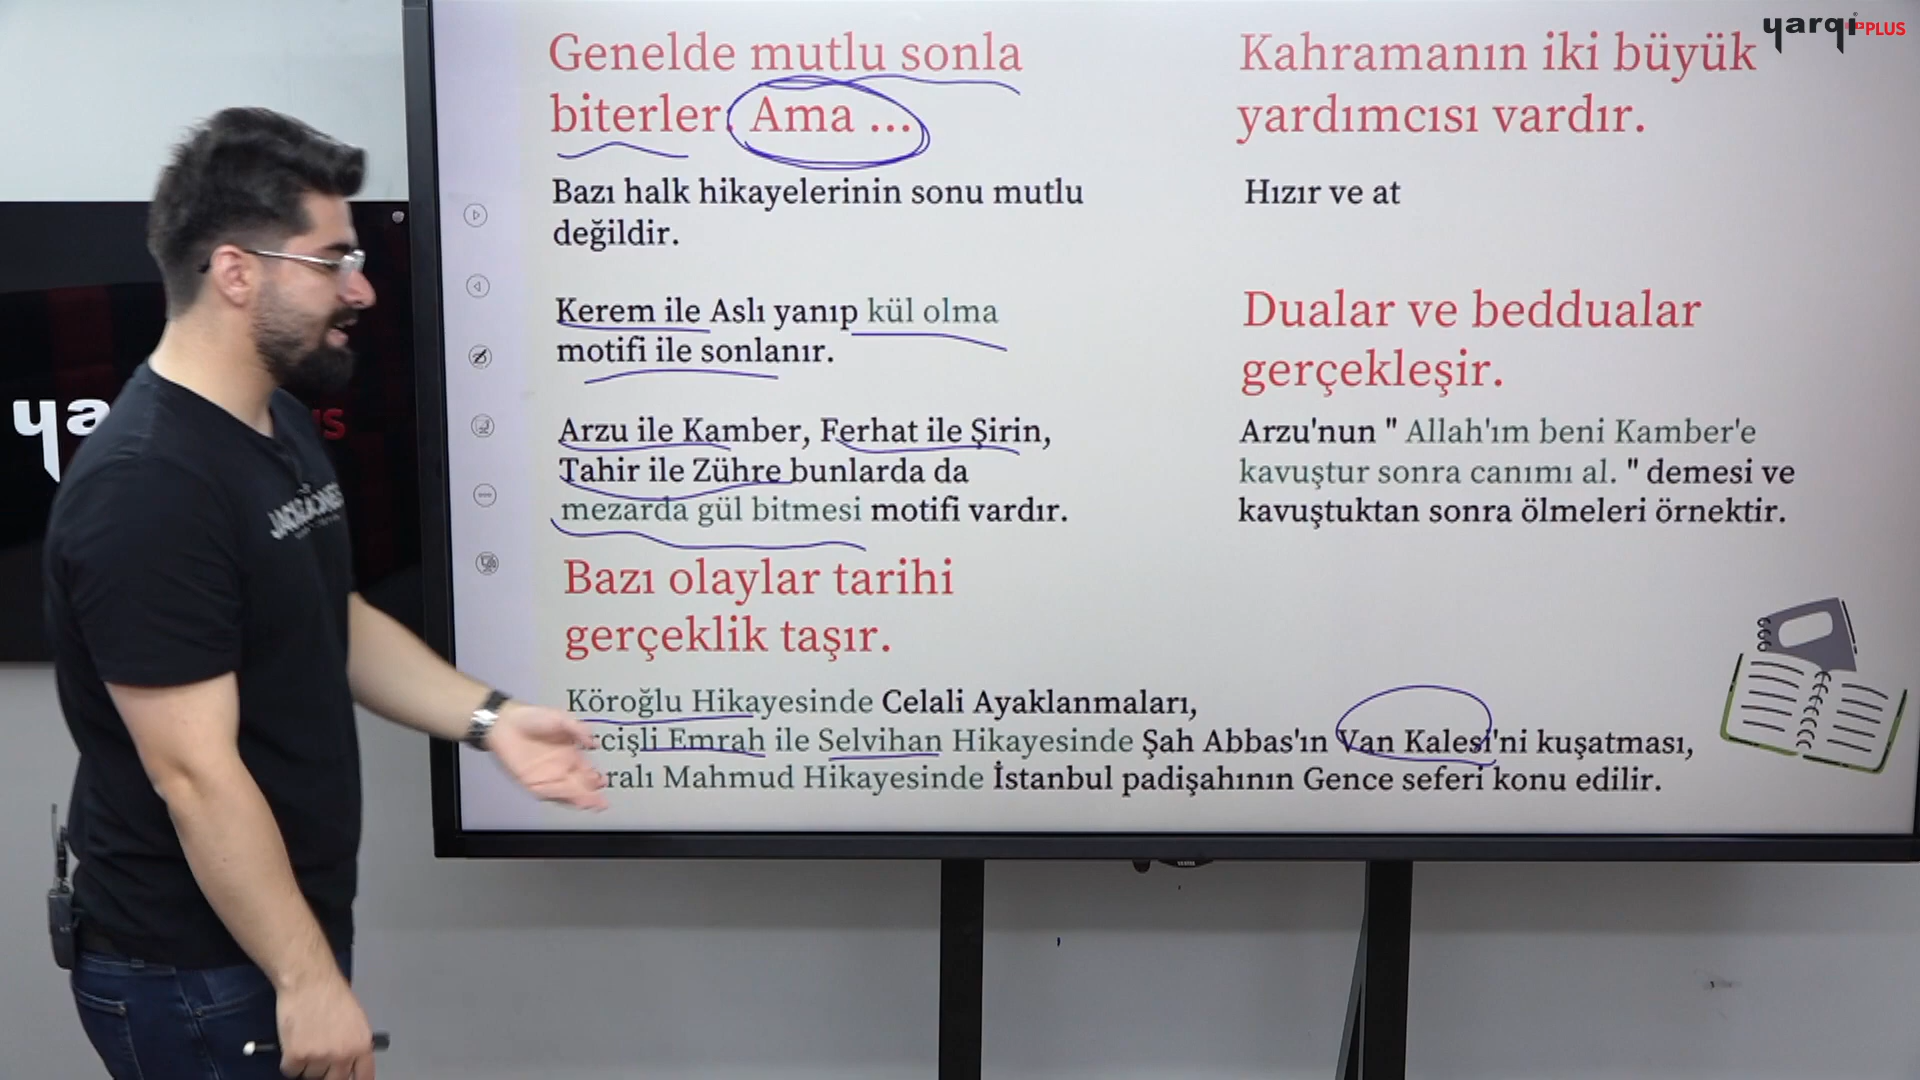 yarqi PLUS
Genelde mutlu sonla
biterler. Ama ...
Bazı halk hikayelerinin sonu mutlu
değildir.
Kerem ile Aslı yanıp kül olma
motifi ile sonlanır.
Arzu ile Kamber, Ferhat ile Şirin,
Tahir ile Zühre bunlarda da
mezarda gül bitmesi motifi vardır.
Bazı olaylar tarihi
gerçeklik taşır.
Köroğlu Hikayesinde Celali Ayaklanmaları,
rcişli Emrah ile Selvihan Hikayesinde Şah Abbas'ın Van Kalesi'ni kuşatması,
ralı Mahmud Hikayesinde İstanbul padişahının Gence seferi konu edilir.
Kahramanın iki büyük
yardımcısı vardır.
Hızır ve at
Dualar ve beddualar
gerçekleşir.
Arzu'nun " Allah'ım beni Kamber'e
kavuştur sonra canımı al. " demesi ve
kavuştuktan sonra ölmeleri örnektir.